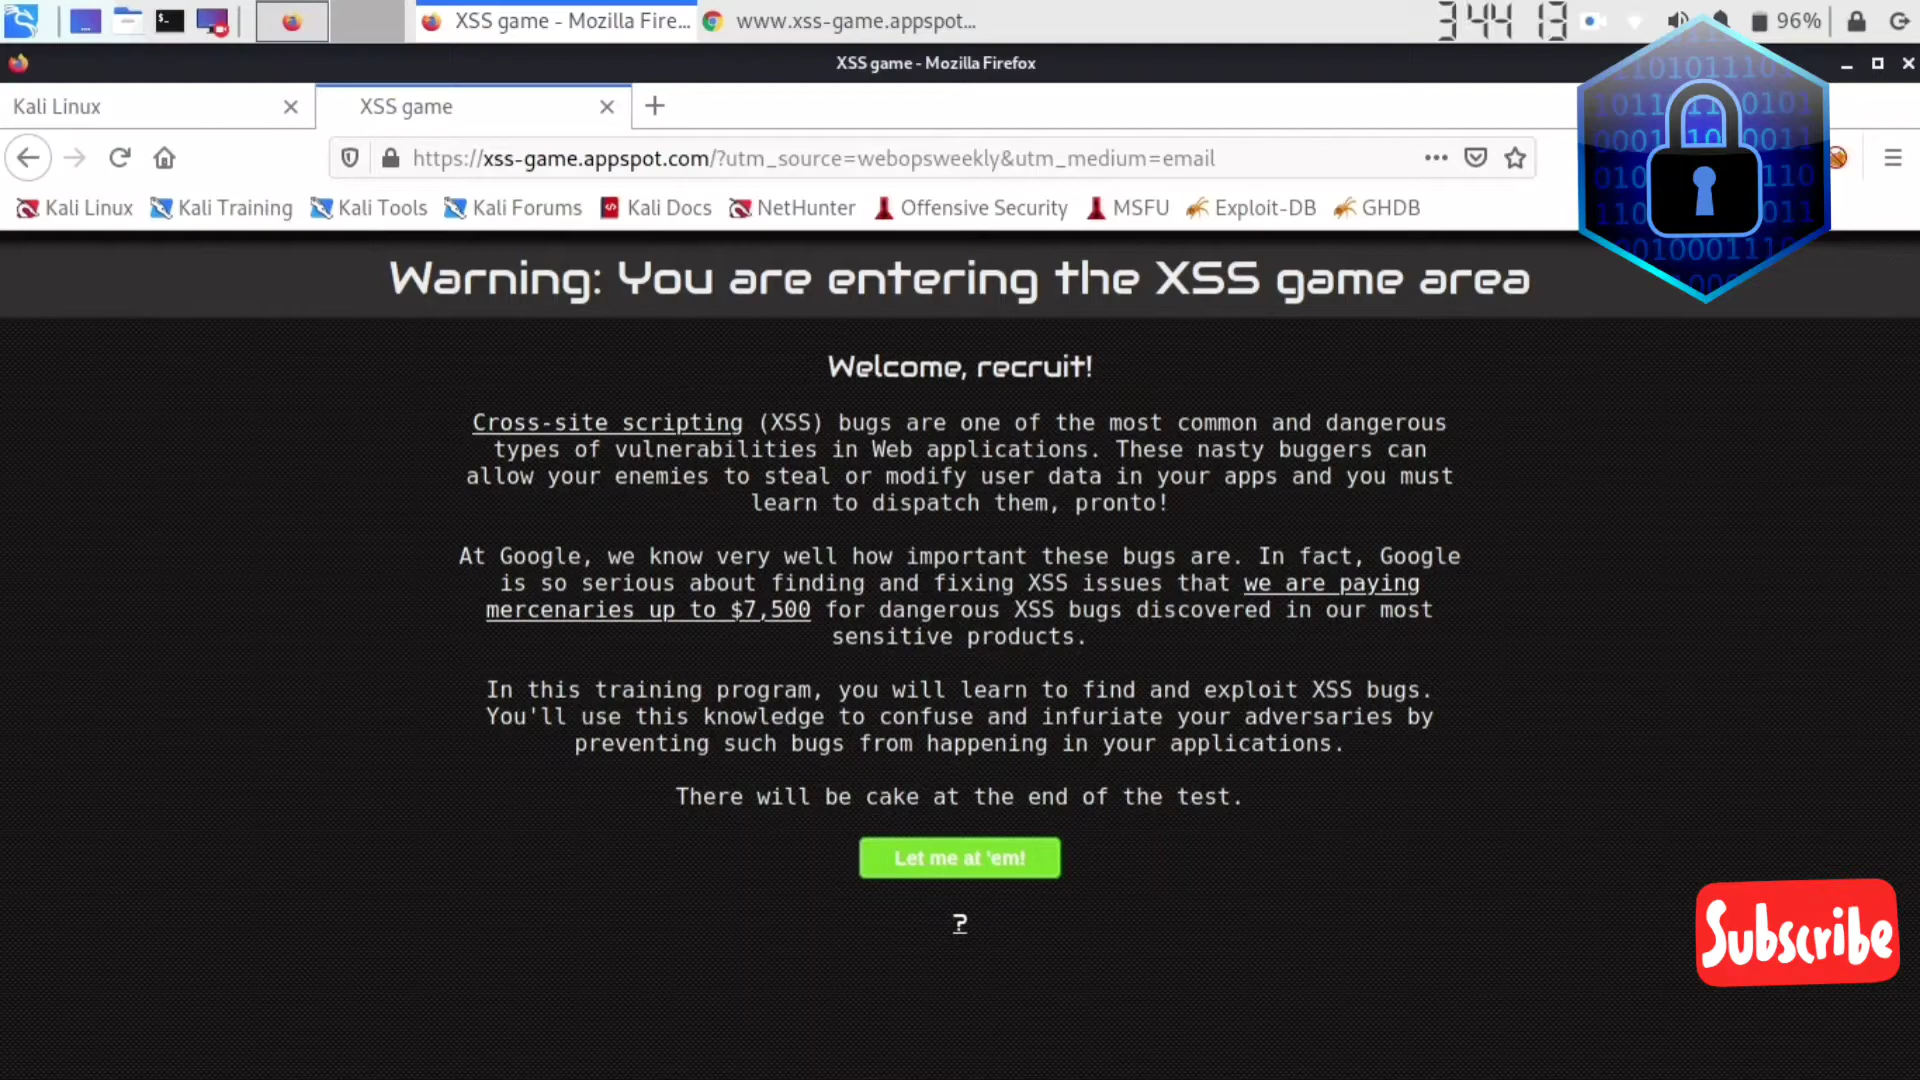 XSS game - Mozilla Fire...
www.xss-game.appspot...
3 44 13
96%
XSS game - Mozilla Firefox
Kali Linux
XSS game
https://xss-game.appspot.com/?utm_source=webopsweekly&utm_medium=email
Kali Linux
Kali Training
Kali Tools
Kali Forums
Kali Docs
NetHunter
Offensive Security
MSFU
Exploit-DB
GHDB
Warning: You are entering the XSS game area
Welcome, recruit!
Cross-site scripting (XSS) bugs are one of the most common and dangerous
types of vulnerabilities in Web applications. These nasty buggers can
allow your enemies to steal or modify user data in your apps and you must
learn to dispatch them, pronto!
At Google, we know very well how important these bugs are. In fact, Google
is so serious about finding and fixing XSS issues that we are paying
mercenaries up to $7,500 for dangerous XSS bugs discovered in our most
sensitive products.
In this training program, you will learn to find and exploit XSS bugs.
You'll use this knowledge to confuse and infuriate your adversaries by
preventing such bugs from happening in your applications.
There will be cake at the end of the test.
Let me at 'em!
?
Subscribe